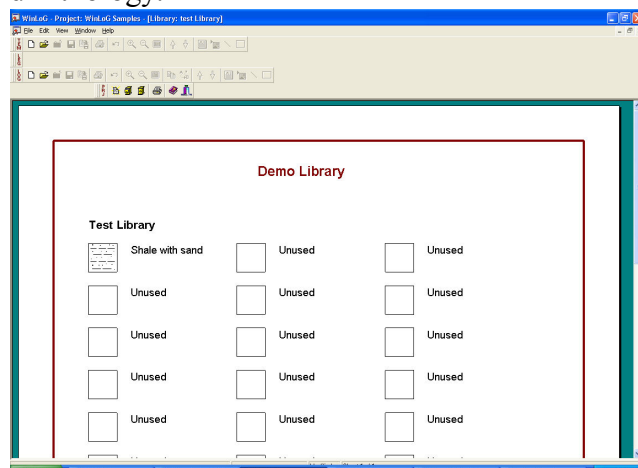 WinLoG - Project: WinLoG Samples - [Library: test Library]
File Edit View Window Help
Demo Library
Test Library
Shale with sand Unused Unused
Unused Unused Unused
Unused Unused Unused
Unused Unused Unused
Unused Unused Unused